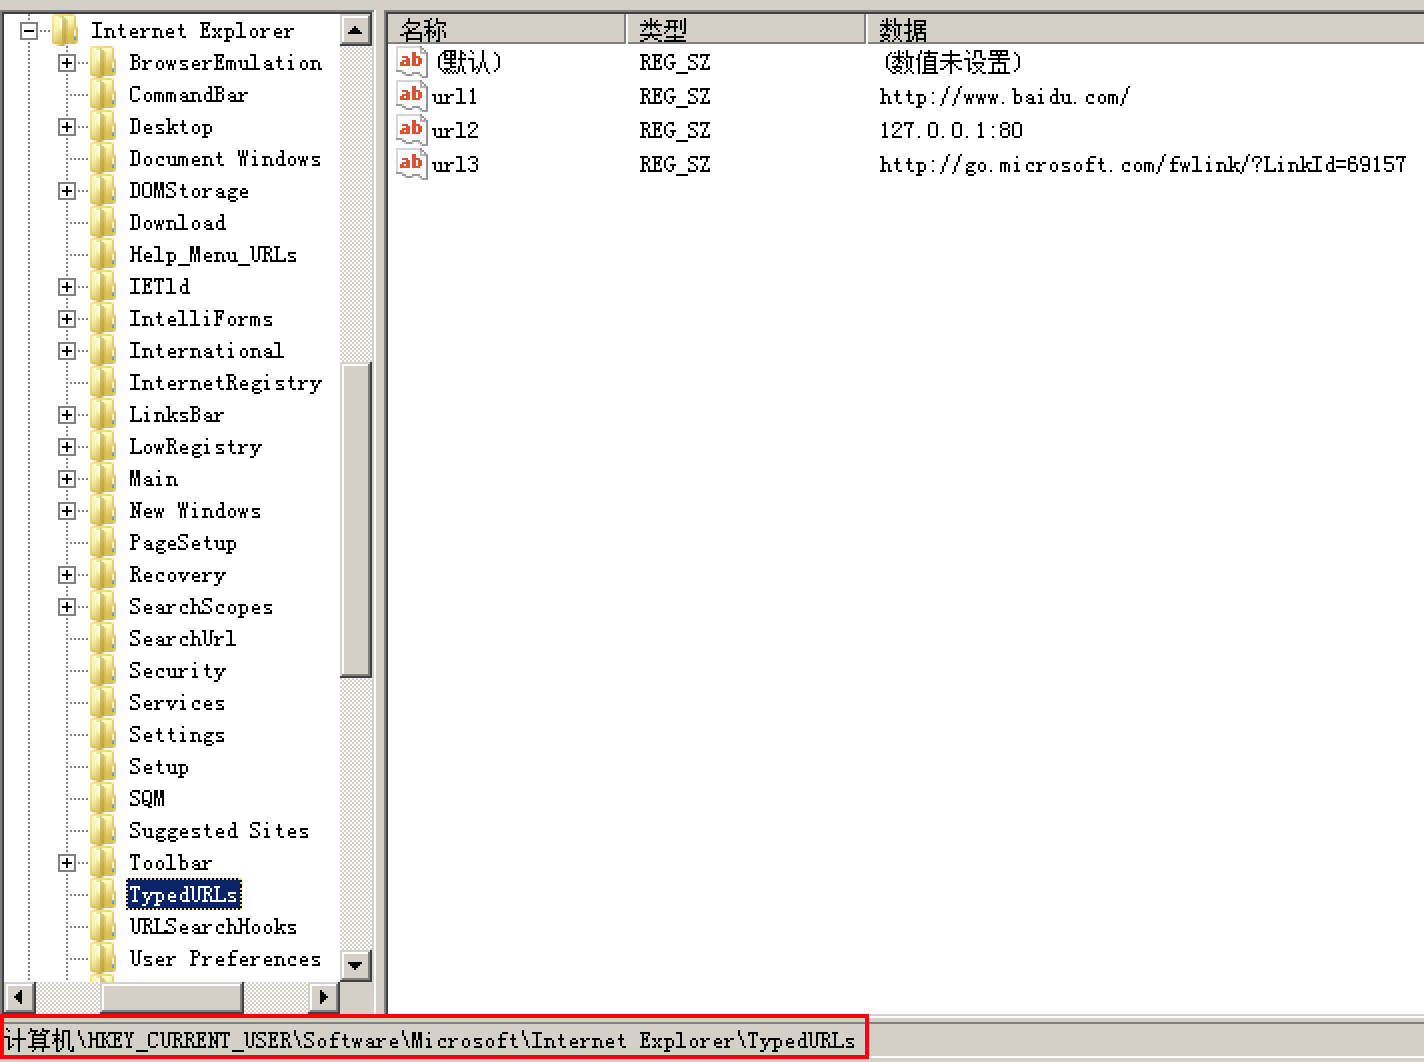 Internet Explorer
BrowserEmulation
CommandBar
Desktop
Document Windows
DOMStorage
Download
Help_Menu_URLs
IETld
IntelliForms
International
InternetRegistry
LinksBar
LowRegistry
Main
New Windows
PageSetup
Recovery
SearchScopes
SearchUrl
Security
Services
Settings
Setup
SQM
Suggested Sites
Toolbar
TypedURLs
URLSearchHooks
User Preferences
名称 类型 数据
(默认) REG_SZ (数值未设置)
url1 REG_SZ http://www.baidu.com/
url2 REG_SZ 127.0.0.1:80
url3 REG_SZ http://go.microsoft.com/fwlink/?LinkId=69157
计算机\HKEY_CURRENT_USER\Software\Microsoft\Internet Explorer\TypedURLs